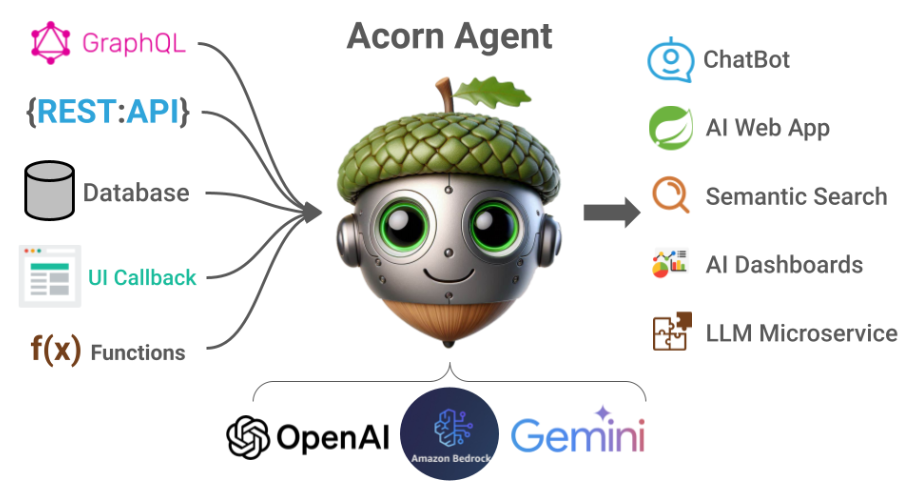 Acorn Agent
GraphQL
{REST:API}
Database
UI Callback
f(x) Functions
ChatBot
AI Web App
Semantic Search
AI Dashboards
LLM Microservice
OpenAI
Amazon Bedrock
Gemini